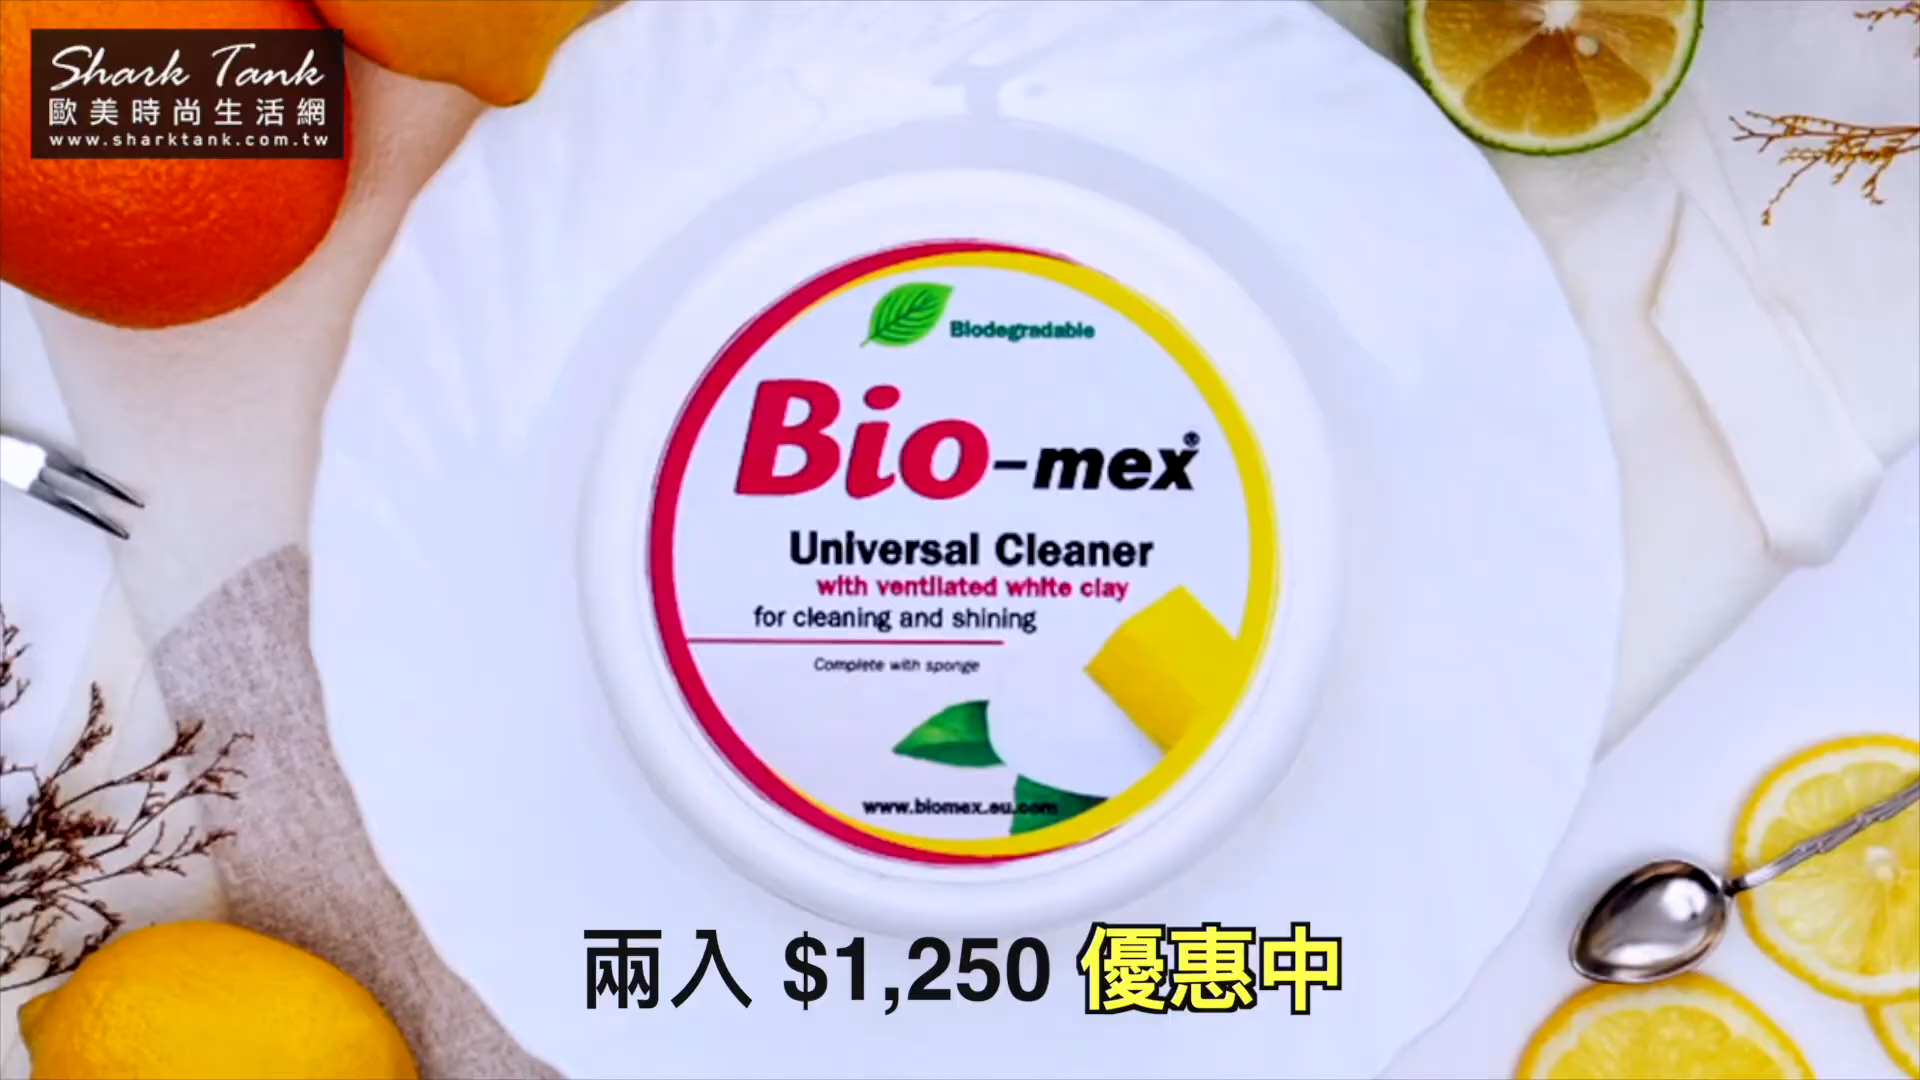 Shark Tank
歐美時尚生活網
www.sharktank.com.tw
Biodegradable
Bio-mex®
Universal Cleaner
with ventilated white clay
for cleaning and shining
Complete with sponge
www.biomex.eu.com
兩入 $1,250 優惠中